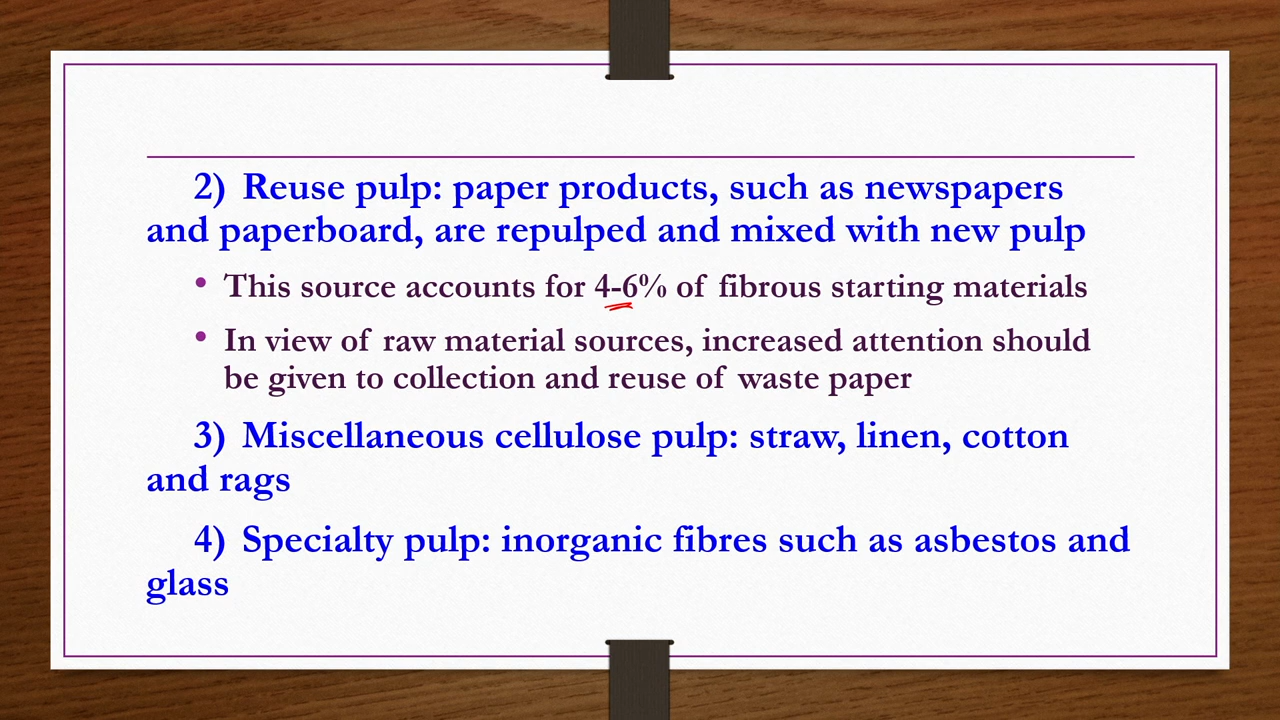 2) Reuse pulp: paper products, such as newspapers
and paperboard, are repulped and mixed with new pulp
• This source accounts for 4-6% of fibrous starting materials
• In view of raw material sources, increased attention should
be given to collection and reuse of waste paper
3) Miscellaneous cellulose pulp: straw, linen, cotton
and rags
4) Specialty pulp: inorganic fibres such as asbestos and
glass